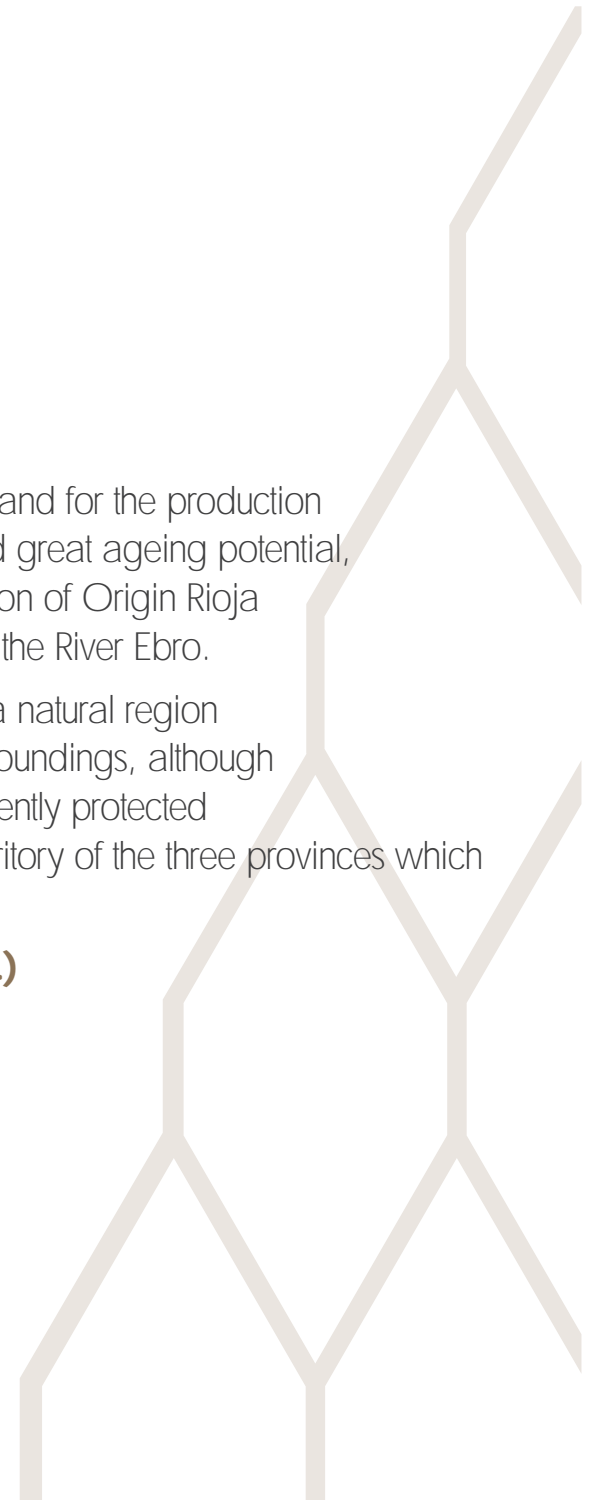 and for the production
great ageing potential,
on of Origin Rioja
the River Ebro.
a natural region
oundings, although
ently protected
ritory of the three provinces which
)